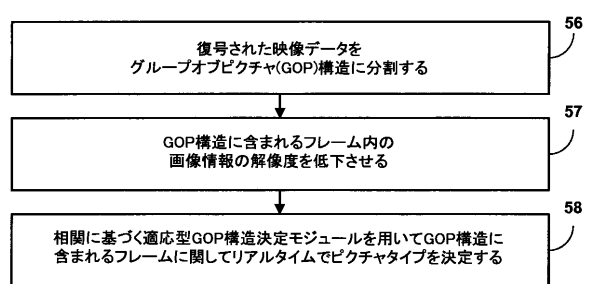 56
復号された映像データを
グループオブピクチャ(GOP)構造に分割する
57
GOP構造に含まれるフレーム内の
画像情報の解像度を低下させる
58
相関に基づく適応型GOP構造決定モジュールを用いてGOP構造に
含まれるフレームに関してリアルタイムでピクチャタイプを決定する